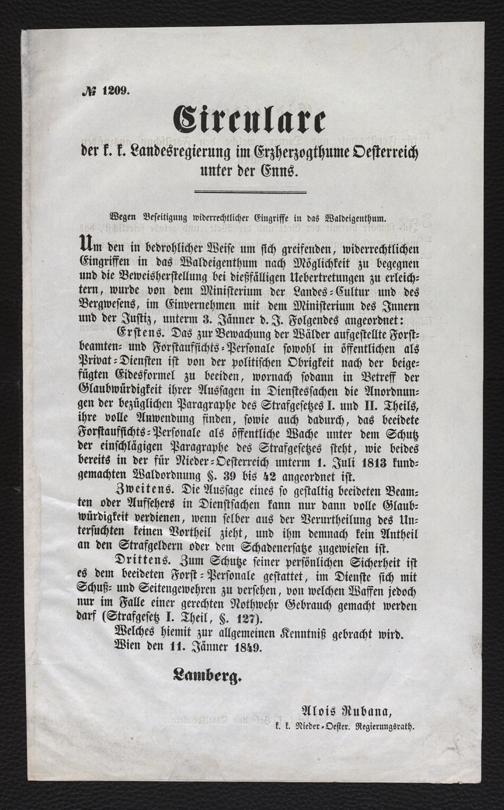 № 1209.
Circulare
der k. k. Landesregierung im Erzherzogthume Oesterreich
unter der Enns.
Wegen Beseitigung widerrechtlicher Eingriffe in das Waldeigenthum.
Um den in bedrohlicher Weise um sich greifenden, widerrechtlichen
Eingriffen in das Waldeigenthum nach Möglichkeit zu begegnen
und die Beweisherstellung bei dießfälligen Uebertretungen zu erleich-
tern, wurde von dem Ministerium der Landes-Cultur und des
Bergwesens, im Einvernehmen mit dem Ministerium des Innern
und der Justiz, unterm 3. Jänner d. J. Folgendes angeordnet:
Erstens. Das zur Bewachung der Wälder aufgestellte Forst-
beamten- und Forstaufsichts-Personale sowohl in öffentlichen als
Privat-Diensten ist von der politischen Obrigkeit nach der beige-
fügten Eidesformel zu beeiden, wornach sodann in Betreff der
Glaubwürdigkeit ihrer Aussagen in Dienstessachen die Anordnun-
gen der bezüglichen Paragraphe des Strafgesetzes I. und II. Theils,
ihre volle Anwendung finden, sowie auch dadurch, das beeidete
Forstaufsichts-Personale als öffentliche Wache unter dem Schutz
der einschlägigen Paragraphe des Strafgesetzes steht, wie beides
bereits in der für Nieder-Oesterreich unterm 1. Juli 1813 kund-
gemachten Waldordnung §. 39 bis 42 angeordnet ist.
Zweitens. Die Aussage eines so gestaltig beeideten Beam-
ten oder Aufsehers in Dienstsachen kann nur dann volle Glaub-
würdigkeit verdienen, wenn selber aus der Verurtheilung des Un-
tersuchten keinen Vortheil zieht, und ihm demnach kein Antheil
an den Strafgeldern oder dem Schadenersatze zugewiesen ist.
Drittens. Zum Schutze seiner persönlichen Sicherheit ist
es dem beeideten Forst-Personale gestattet, im Dienste sich mit
Schuß- und Seitengewehren zu versehen, von welchen Waffen jedoch
nur im Falle einer gerechten Nothwehr Gebrauch gemacht werden
darf (Strafgesetz I. Theil, §. 127).
Welches hiemit zur allgemeinen Kenntniß gebracht wird.
Wien den 11. Jänner 1849.
Lamberg.
Alois Rubana,
k. k. Nieder-Oester. Regierungsrath.